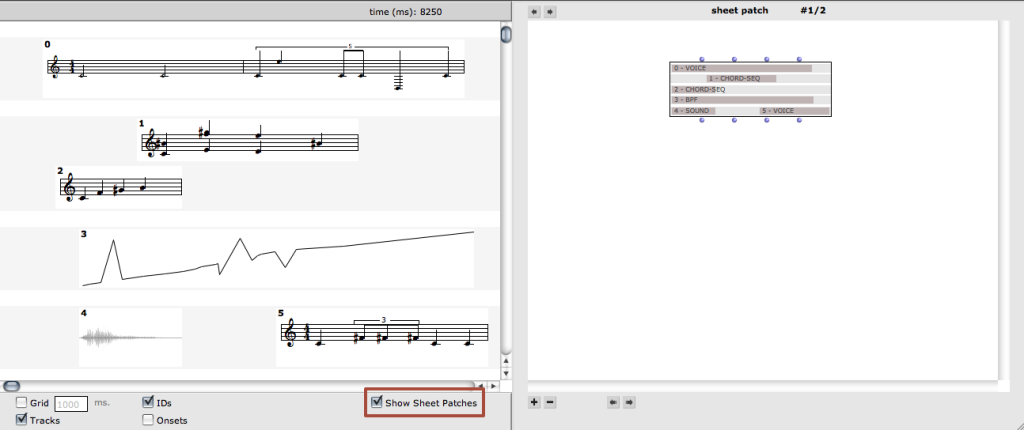 time (ms): 8250
sheet patch #1/2
0
5
0 - VOICE
1 - CHORD-SEQ
2 - CHORD-SEQ
3 - BPF
4 - SOUND 5 - VOICE
1
2
3
4
5
4
4
3
Grid 1000 ms.
IDs
Show Sheet Patches
Tracks
Onsets